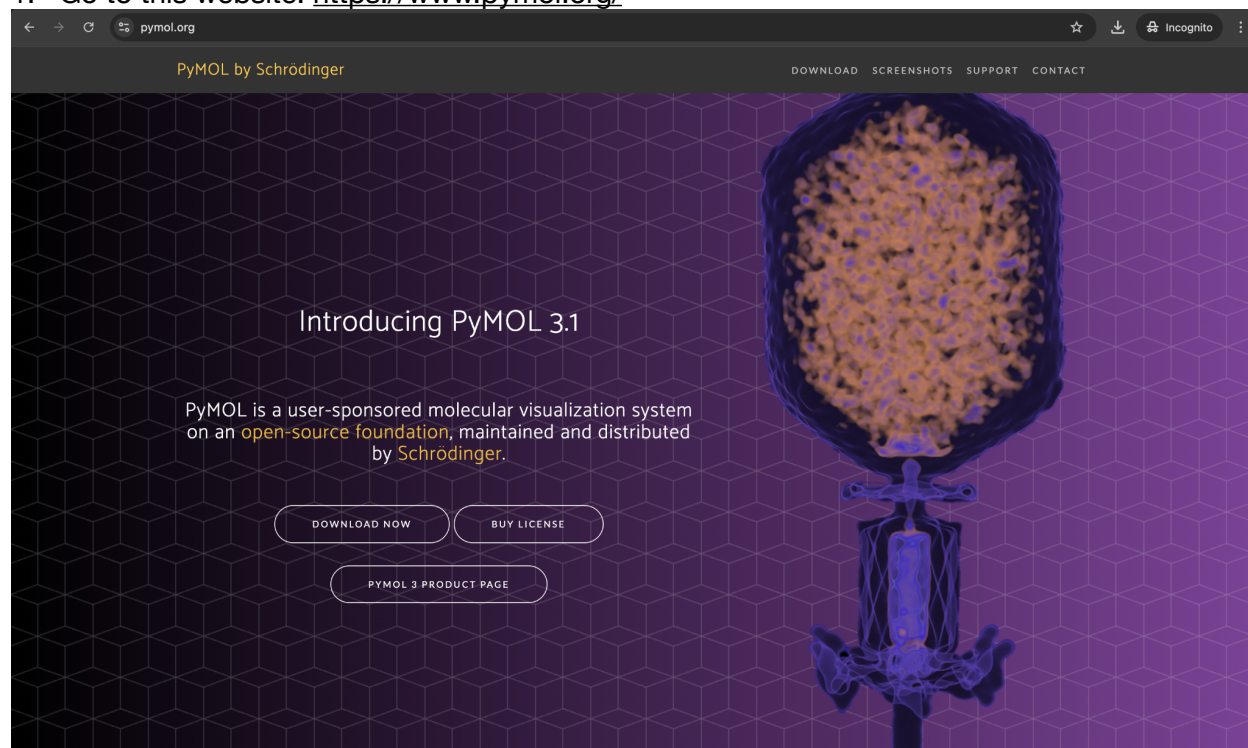 Go to this website: https://www.pymol.org/
pymol.org
Incognito
PyMOL by Schrödinger
DOWNLOAD SCREENSHOTS SUPPORT CONTACT
Introducing PyMOL 3.1
PyMOL is a user-sponsored molecular visualization system
on an open-source foundation, maintained and distributed
by Schrödinger.
DOWNLOAD NOW
BUY LICENSE
PYMOL 3 PRODUCT PAGE